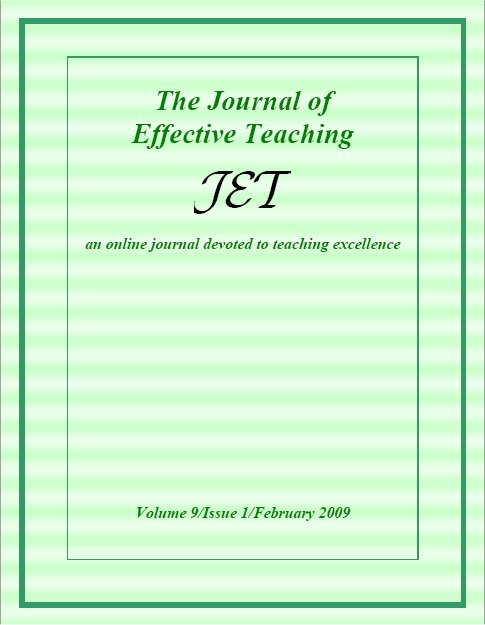 The Journal of
Effective Teaching
JET
an online journal devoted to teaching excellence
Volume 9/Issue 1/February 2009